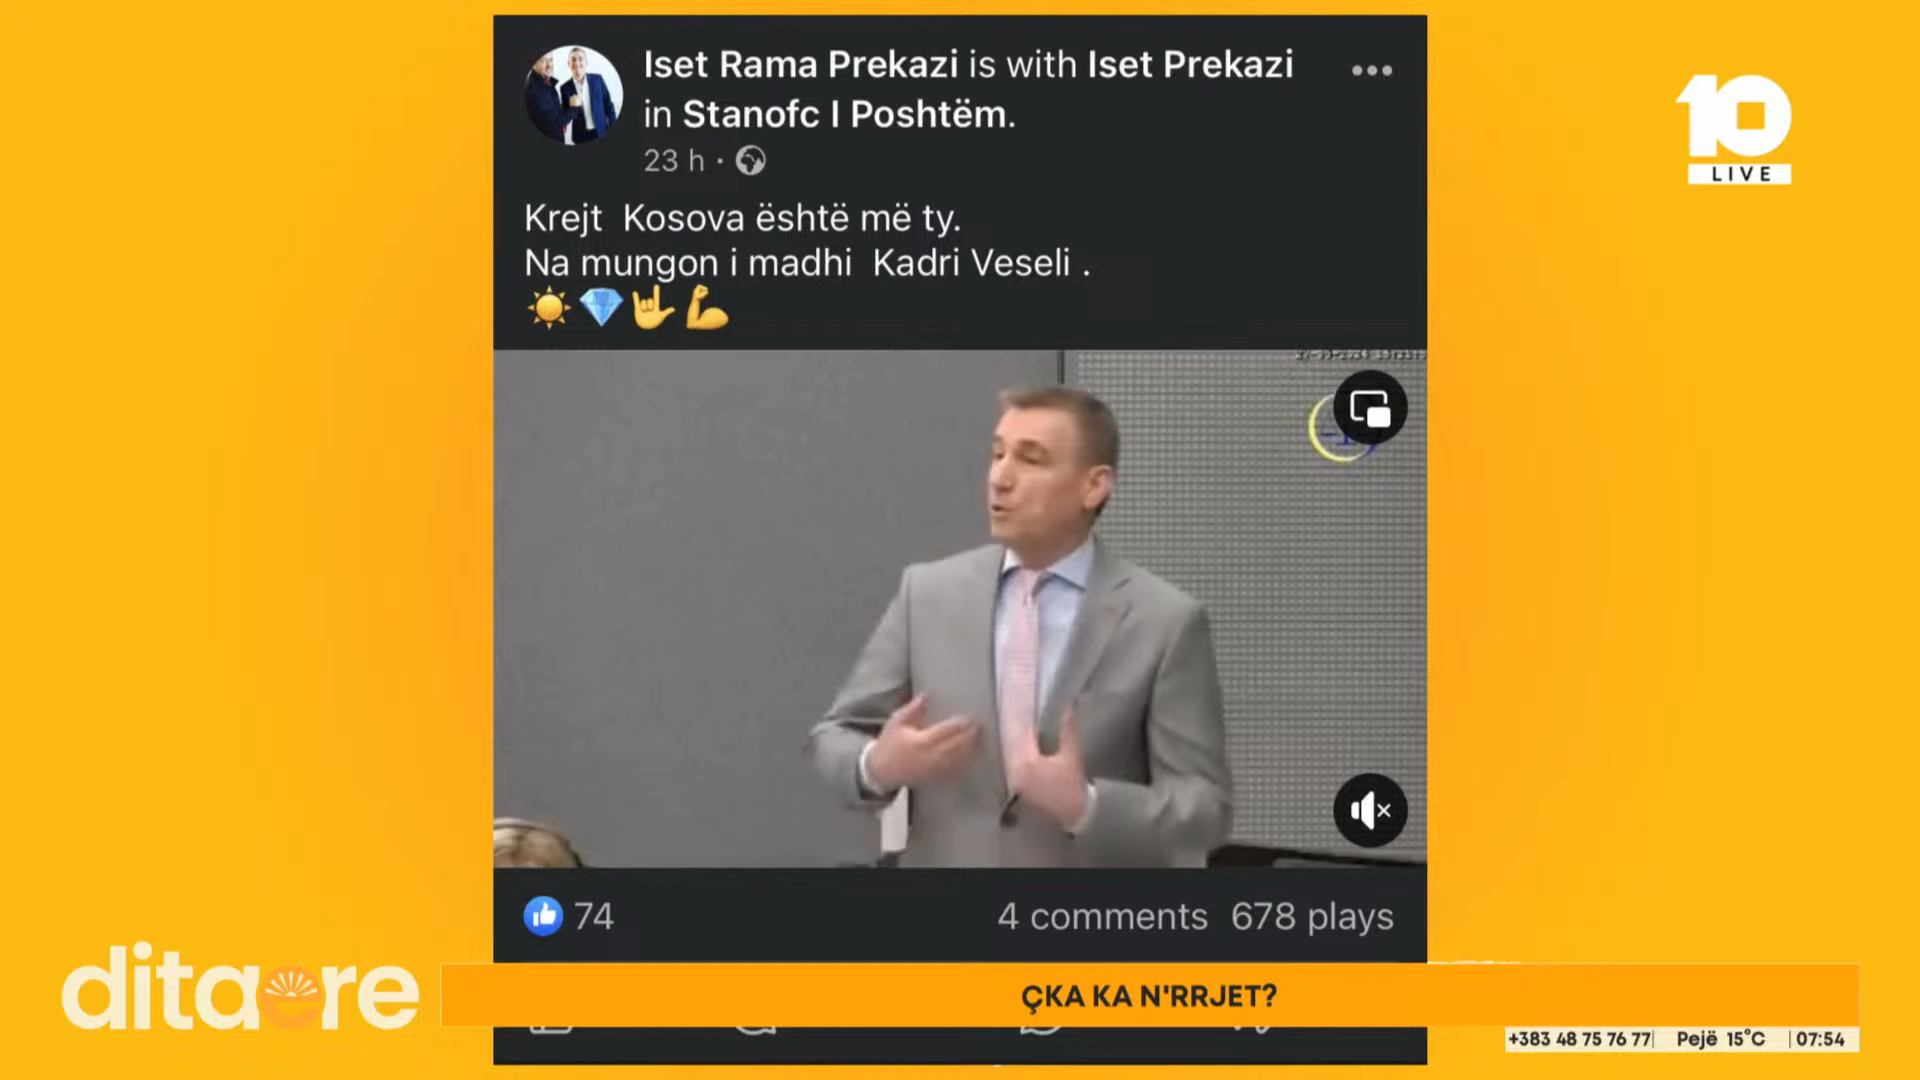 Iset Rama Prekazi is with Iset Prekazi
in Stanofc I Poshtëm.
23 h ·
Krejt Kosova është më ty.
Na mungon i madhi Kadri Veseli .
10
LIVE
74
4 comments 678 plays
ditaere
ÇKA KA N'RRJET?
+383 48 75 76 77 Pejë 15°C 07:54